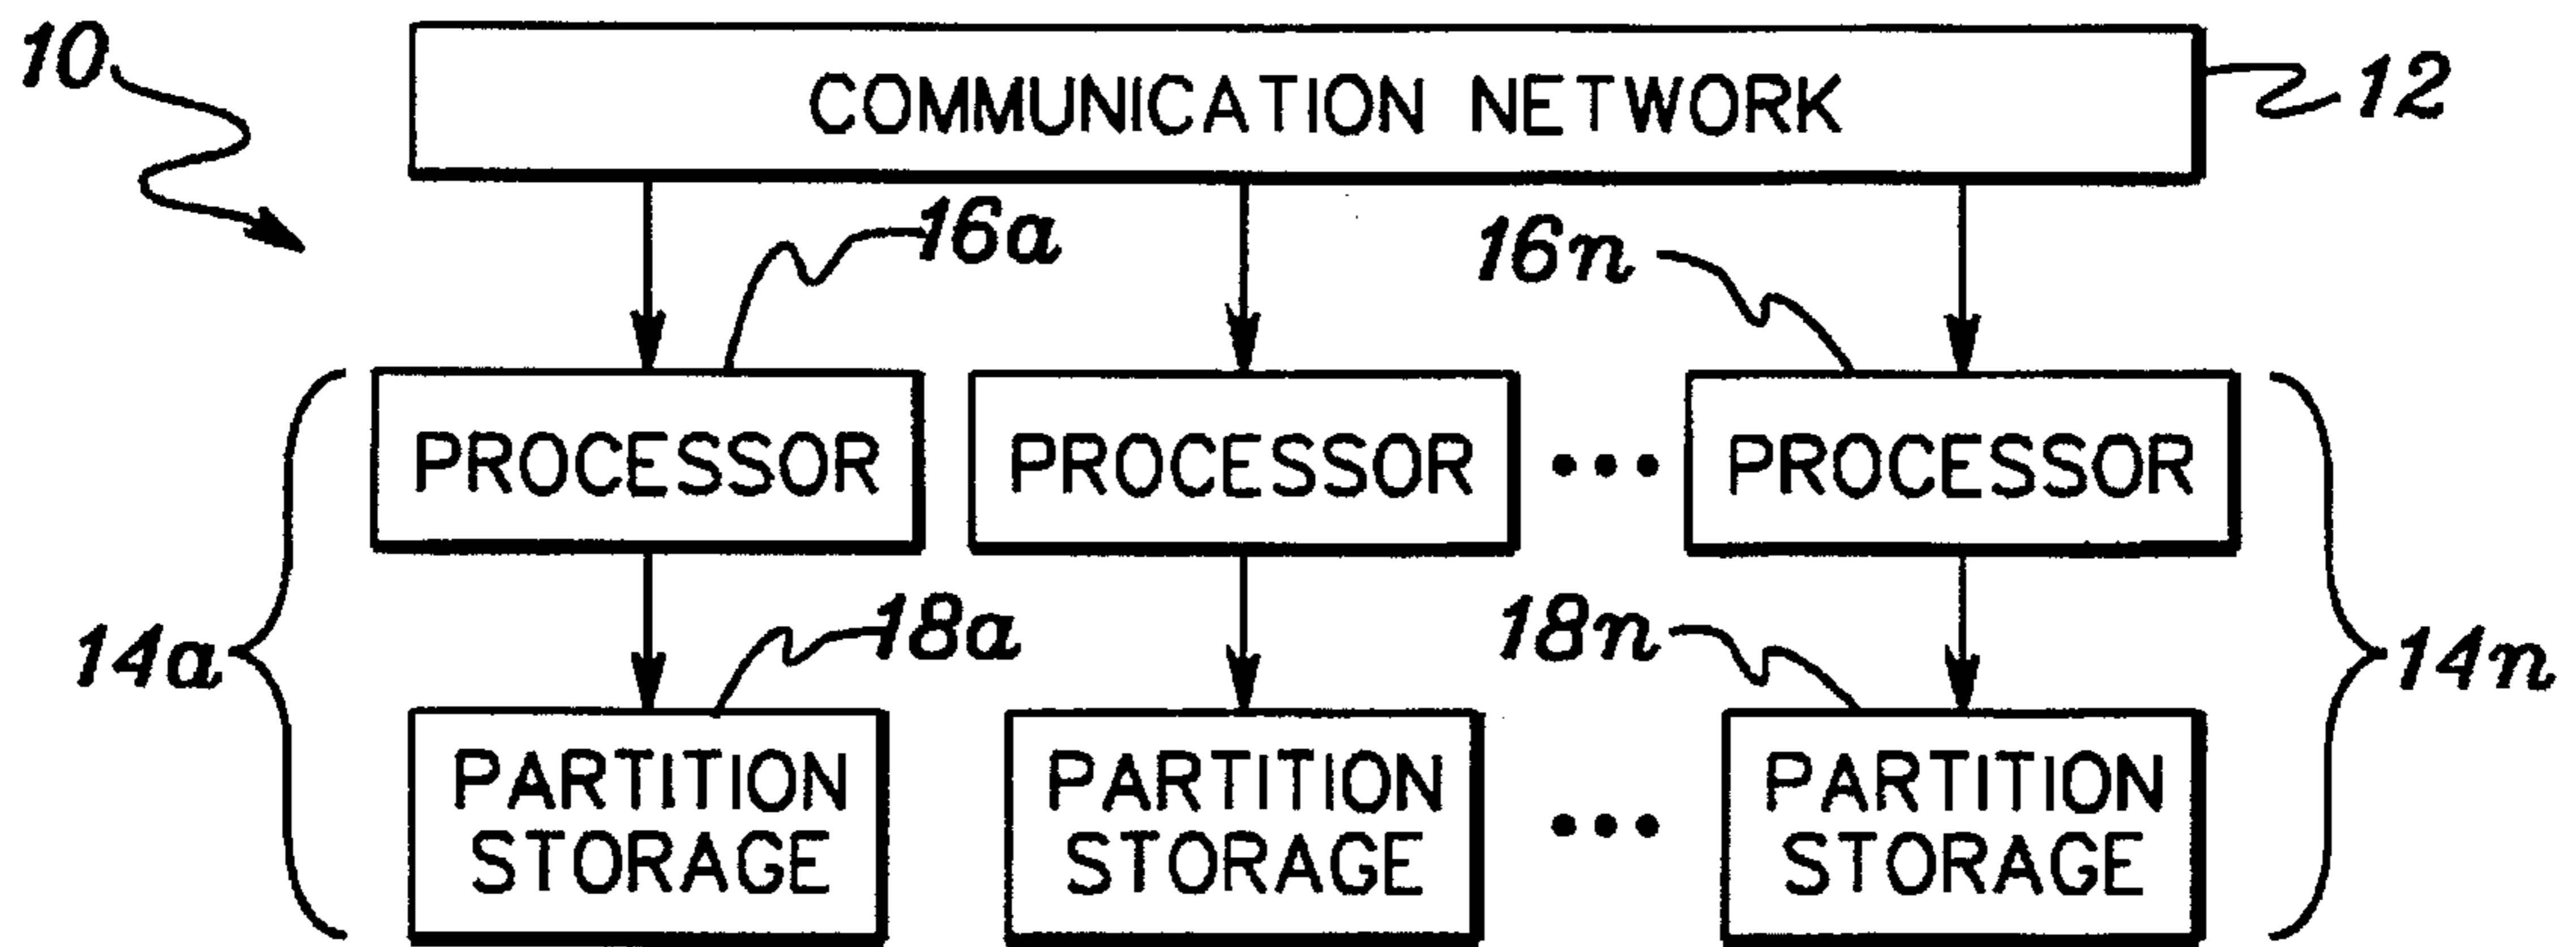 10
COMMUNICATION NETWORK
12
16a
16n
PROCESSOR
PROCESSOR
PROCESSOR
14a
18a
18n
14n
PARTITION
STORAGE
PARTITION
STORAGE
PARTITION
STORAGE